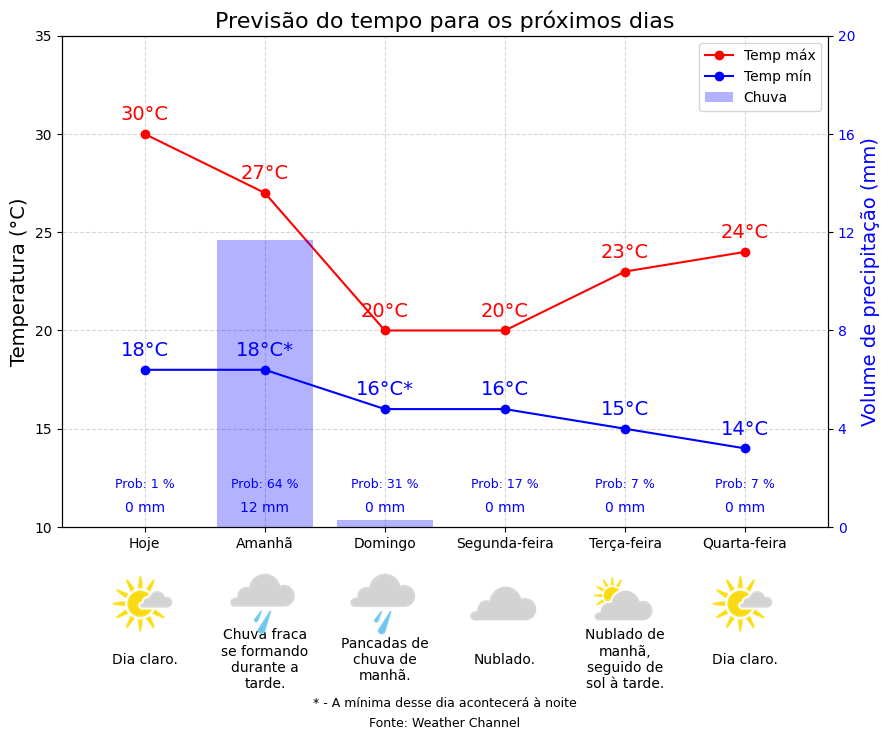 Previsão do tempo para os próximos dias
Temperatura (°C)
Volume de precipitação (mm)
35
30
25
20
15
10
20
16
12
8
4
0
Temp máx
Temp mín
Chuva
30°C
27°C
20°C
20°C
23°C
24°C
18°C
18°C*
16°C*
16°C
15°C
14°C
Prob: 1 %
Prob: 64 %
Prob: 31 %
Prob: 17 %
Prob: 7 %
Prob: 7 %
0 mm
12 mm
0 mm
0 mm
0 mm
0 mm
Hoje
Amanhã
Domingo
Segunda-feira
Terça-feira
Quarta-feira
Dia claro.
Chuva fraca
se formando
durante a
tarde.
Pancadas de
chuva de
manhã.
Nublado.
Nublado de
manhã,
seguido de
sol à tarde.
Dia claro.
* - A mínima desse dia acontecerá à noite
Fonte: Weather Channel